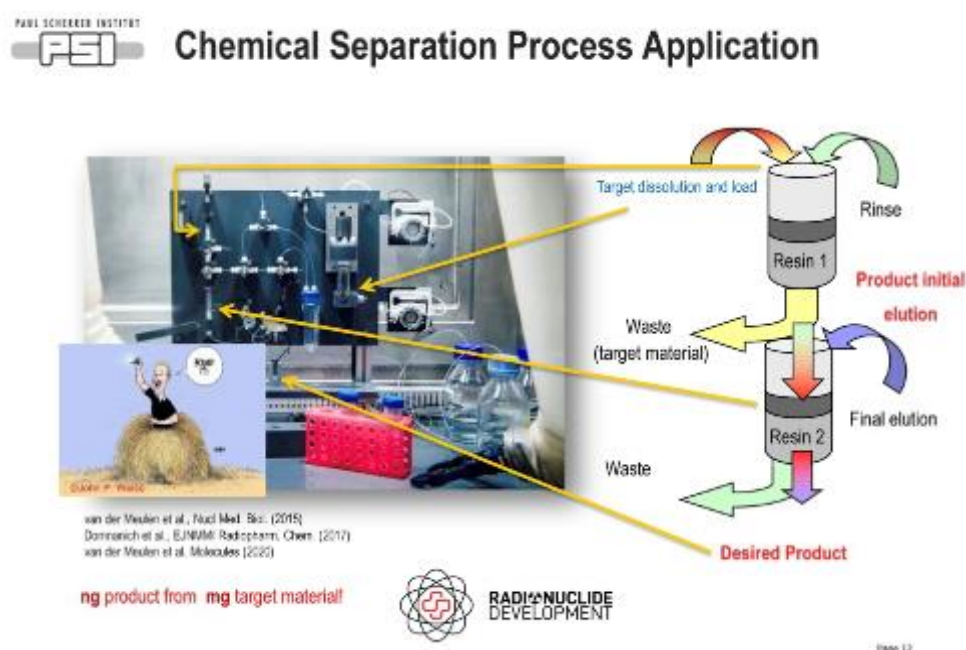 PAUL SCHERRER INSTITUT
PSI
Chemical Separation Process Application
Target dissolution and load
Rinse
Resin 1
Product initial
elution
Waste
(target material)
Final elution
Resin 2
Waste
van der Meulen et al., Nucl Med. Biol. (2015)
Domnanich et al., EJNMMI Radiopharm. Chem. (2017)
van der Meulen et al. Molecules (2020)
Desired Product
ng product from mg target material!
RADIONUCLIDE
DEVELOPMENT
Page 12